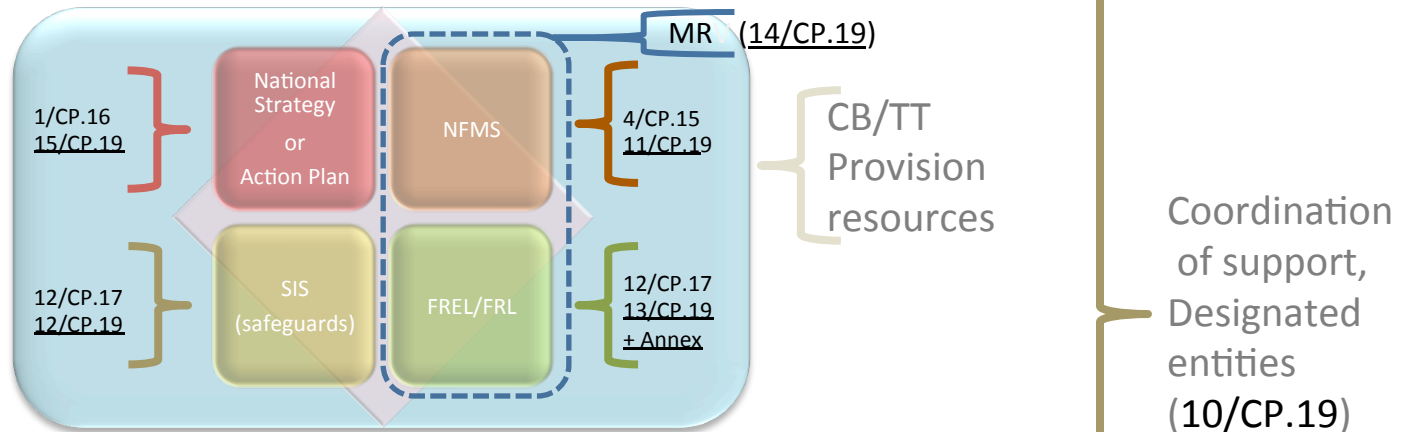 MR (14/CP.19)
1/CP.16
15/CP.19
National
Strategy
or
Action Plan
NFMS
4/CP.15
11/CP.19
12/CP.17
12/CP.19
SIS
(safeguards)
FREL/FRL
12/CP.17
13/CP.19
+ Annex
CB/TT
Provision
resources
Coordination
of support,
Designated
entities
(10/CP.19)